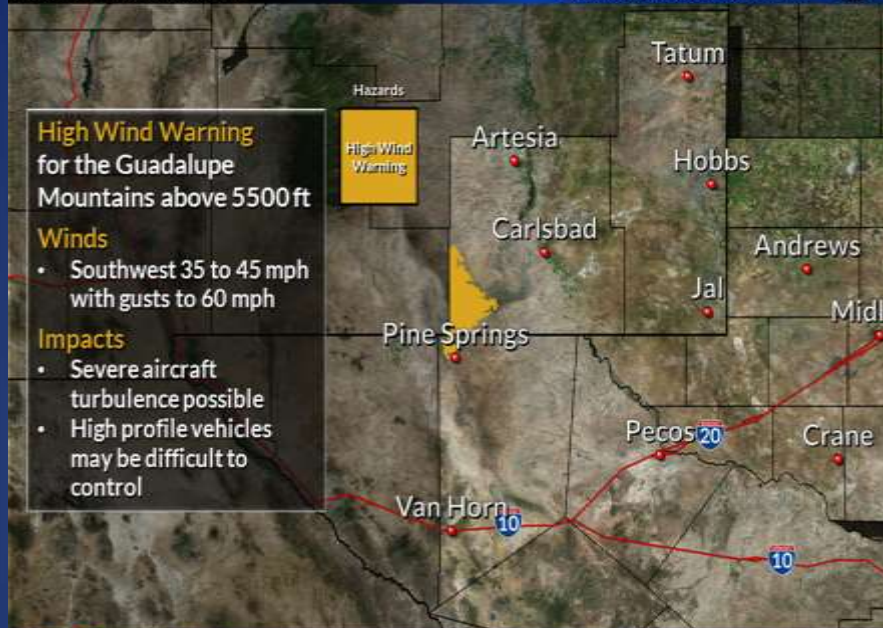 High Wind Warning
for the Guadalupe
Mountains above 5500 ft
Winds
• Southwest 35 to 45 mph
with gusts to 60 mph
Impacts
• Severe aircraft
turbulence possible
• High profile vehicles
may be difficult to
control
Hazards
High Wind
Warning
Tatum
Artesia
Hobbs
Carlsbad
Andrews
Jal
Midl
Pine Springs
Pecos
20
Crane
Van Horn
10
10